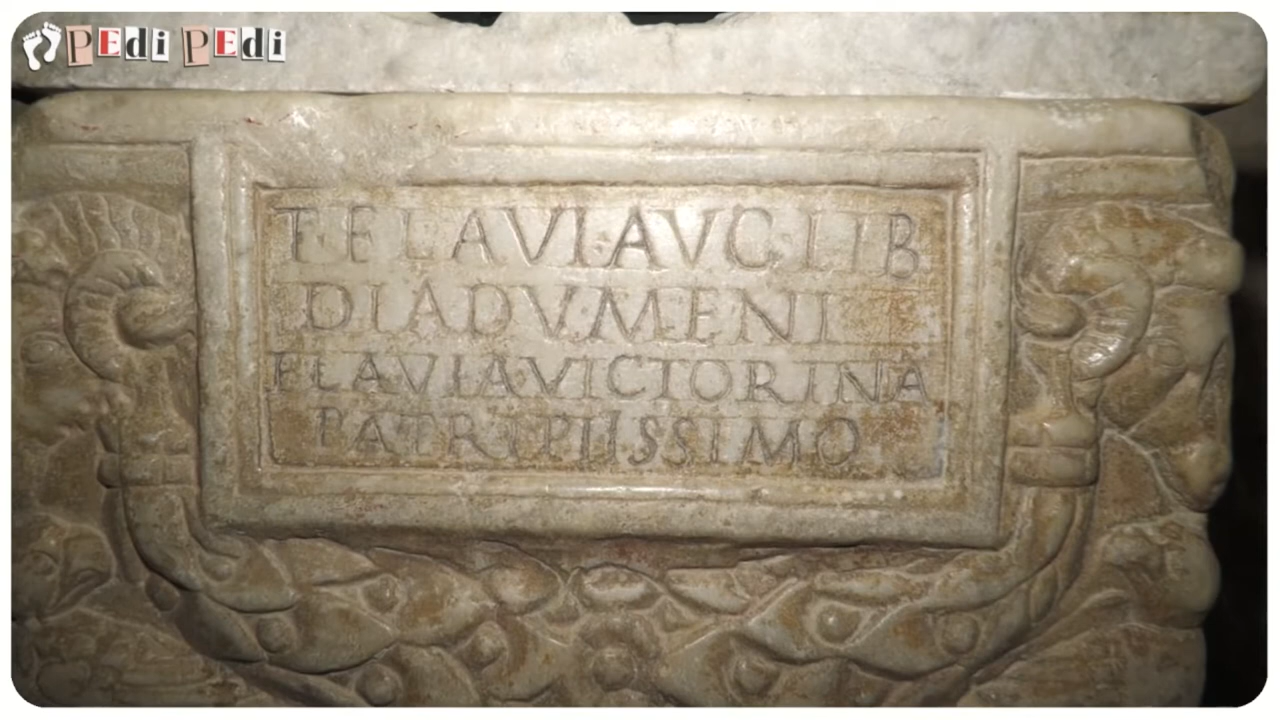 PEdi PEdi
T·FLAVI·AVG·LIB
DIADVMENI
FLAVIA VICTORINA
PATRI PIISSIMO